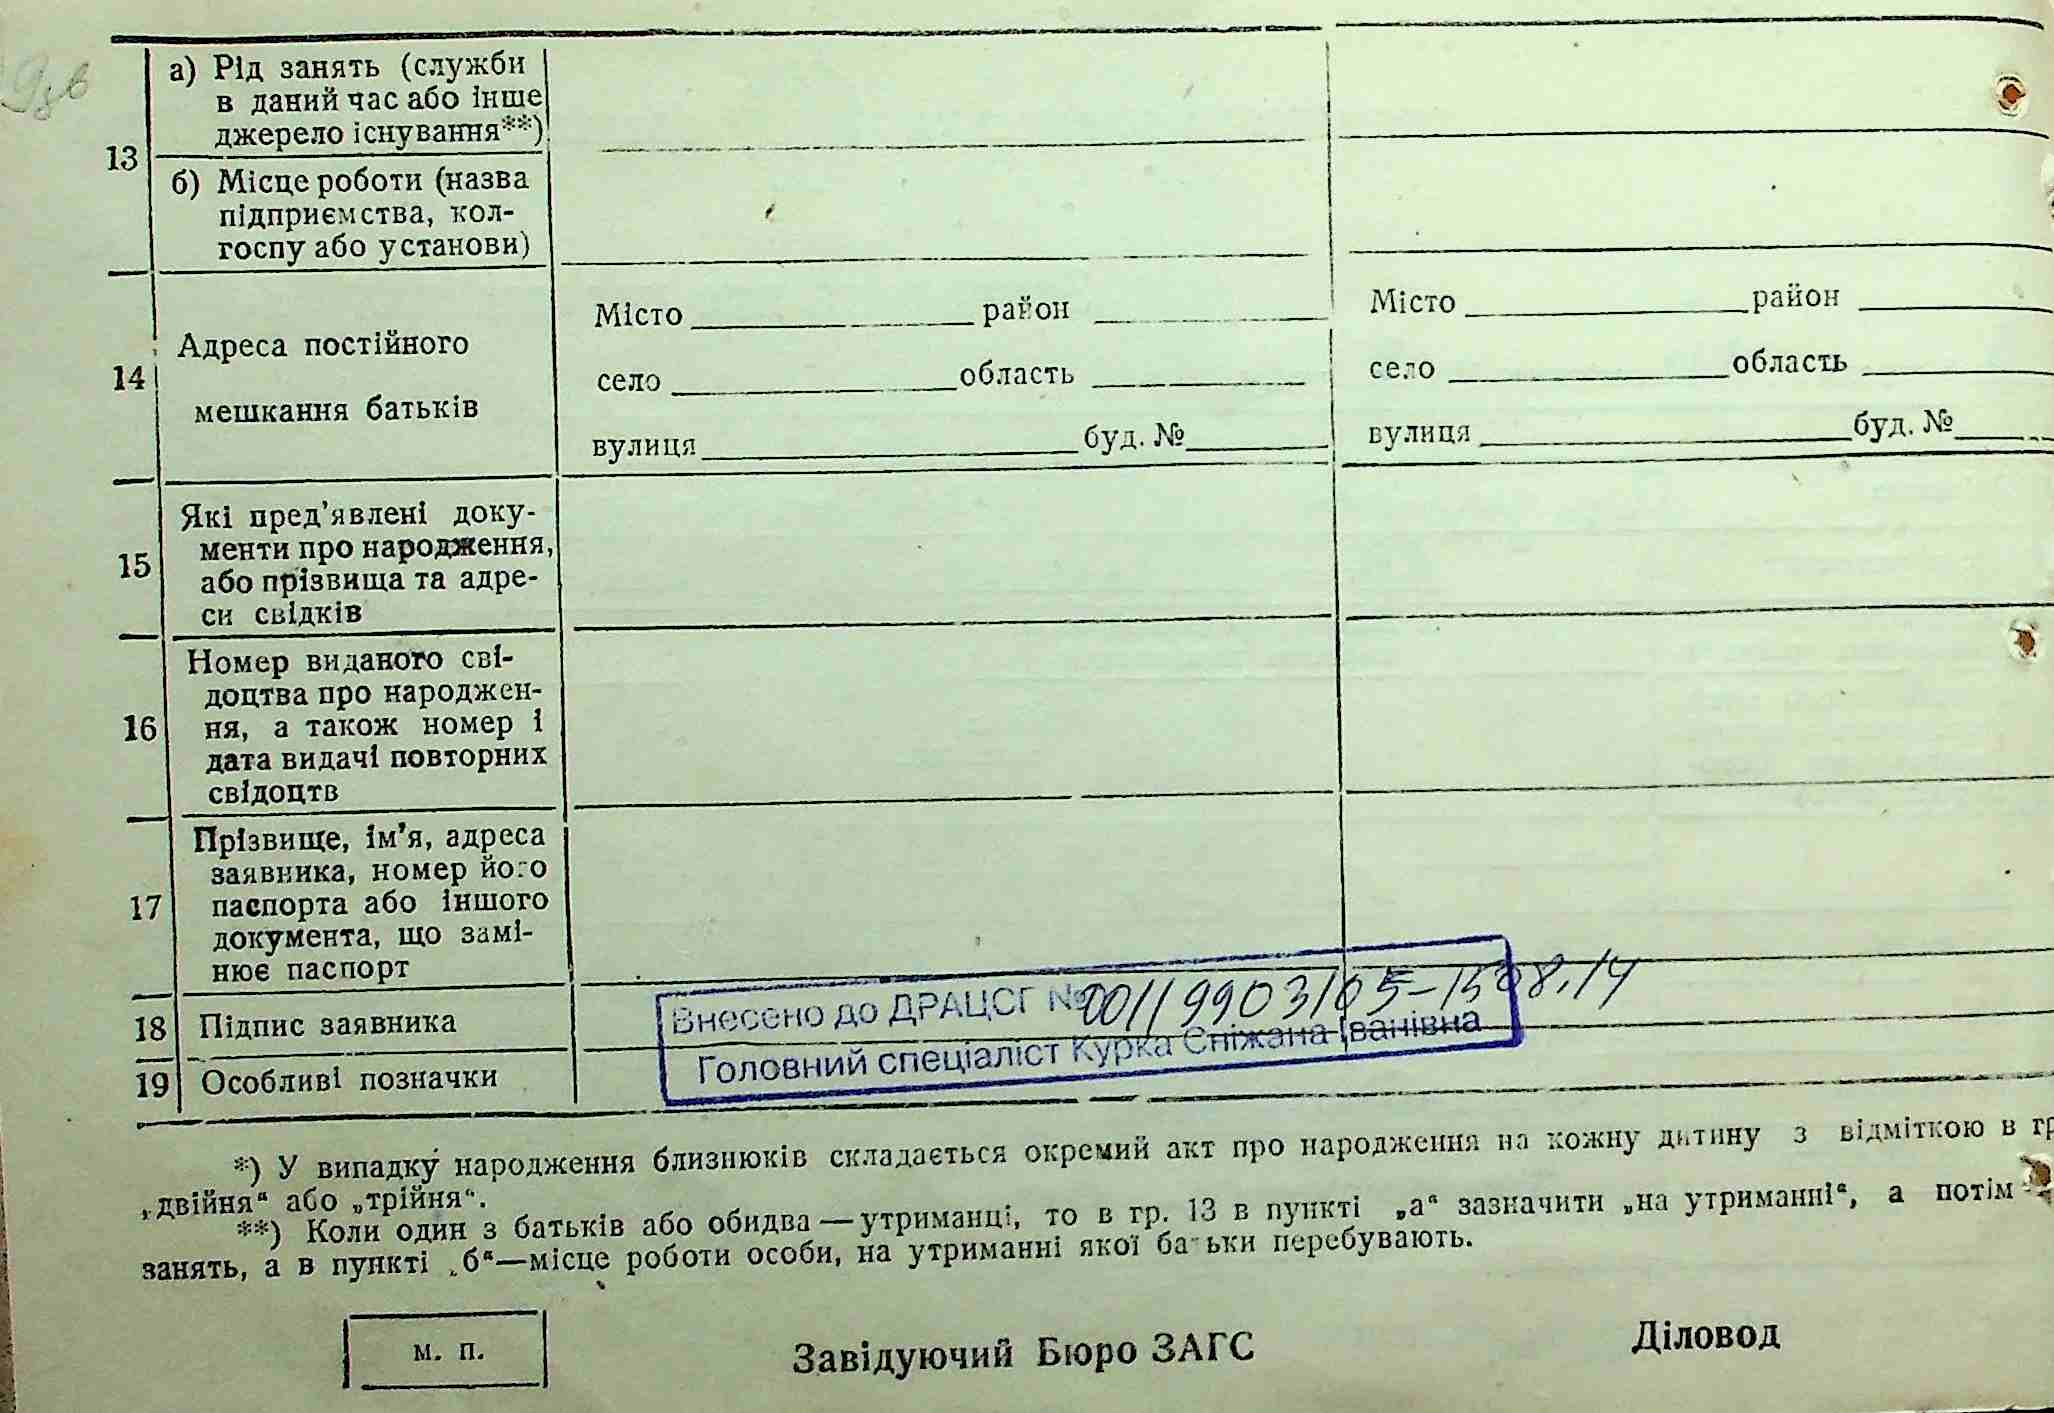 13
а) Рід занять (служби
в даний час або інше
джерело існування**)
б) Місце роботи (назва
підприємства, кол-
госпу або установи)
14
Адреса постійного
мешкання батьків
Місто район
село область
вулиця буд. №
Місто район
село область
вулиця буд. №
15
Які пред'явлені доку-
менти про народження,
або прізвища та адре-
си свідків
16
Номер виданого сві-
доцтва про народжен-
ня, а також номер і
дата видачі повторних
свідоцтв
17
Прізвище, ім'я, адреса
заявника, номер його
паспорта або іншого
документа, що замі-
нює паспорт
18 Підпис заявника
19 Особливі позначки
Внесено до ДРАЦСГ №
Головний спеціаліст Курка Сніжана Іванівна
*) У випадку народження близнюків складається окремий акт про народження на кожну дитину з відміткою в гр
„двійня“ або „трійня“.
**) Коли один з батьків або обидва—утриманці, то в гр. 13 в пункті „а“ зазначити „на утриманні“, а потім
занять, а в пункті „б“—місце роботи особи, на утриманні якої батьки перебувають.
м. п.
Завідуючий Бюро ЗАГС
Діловод